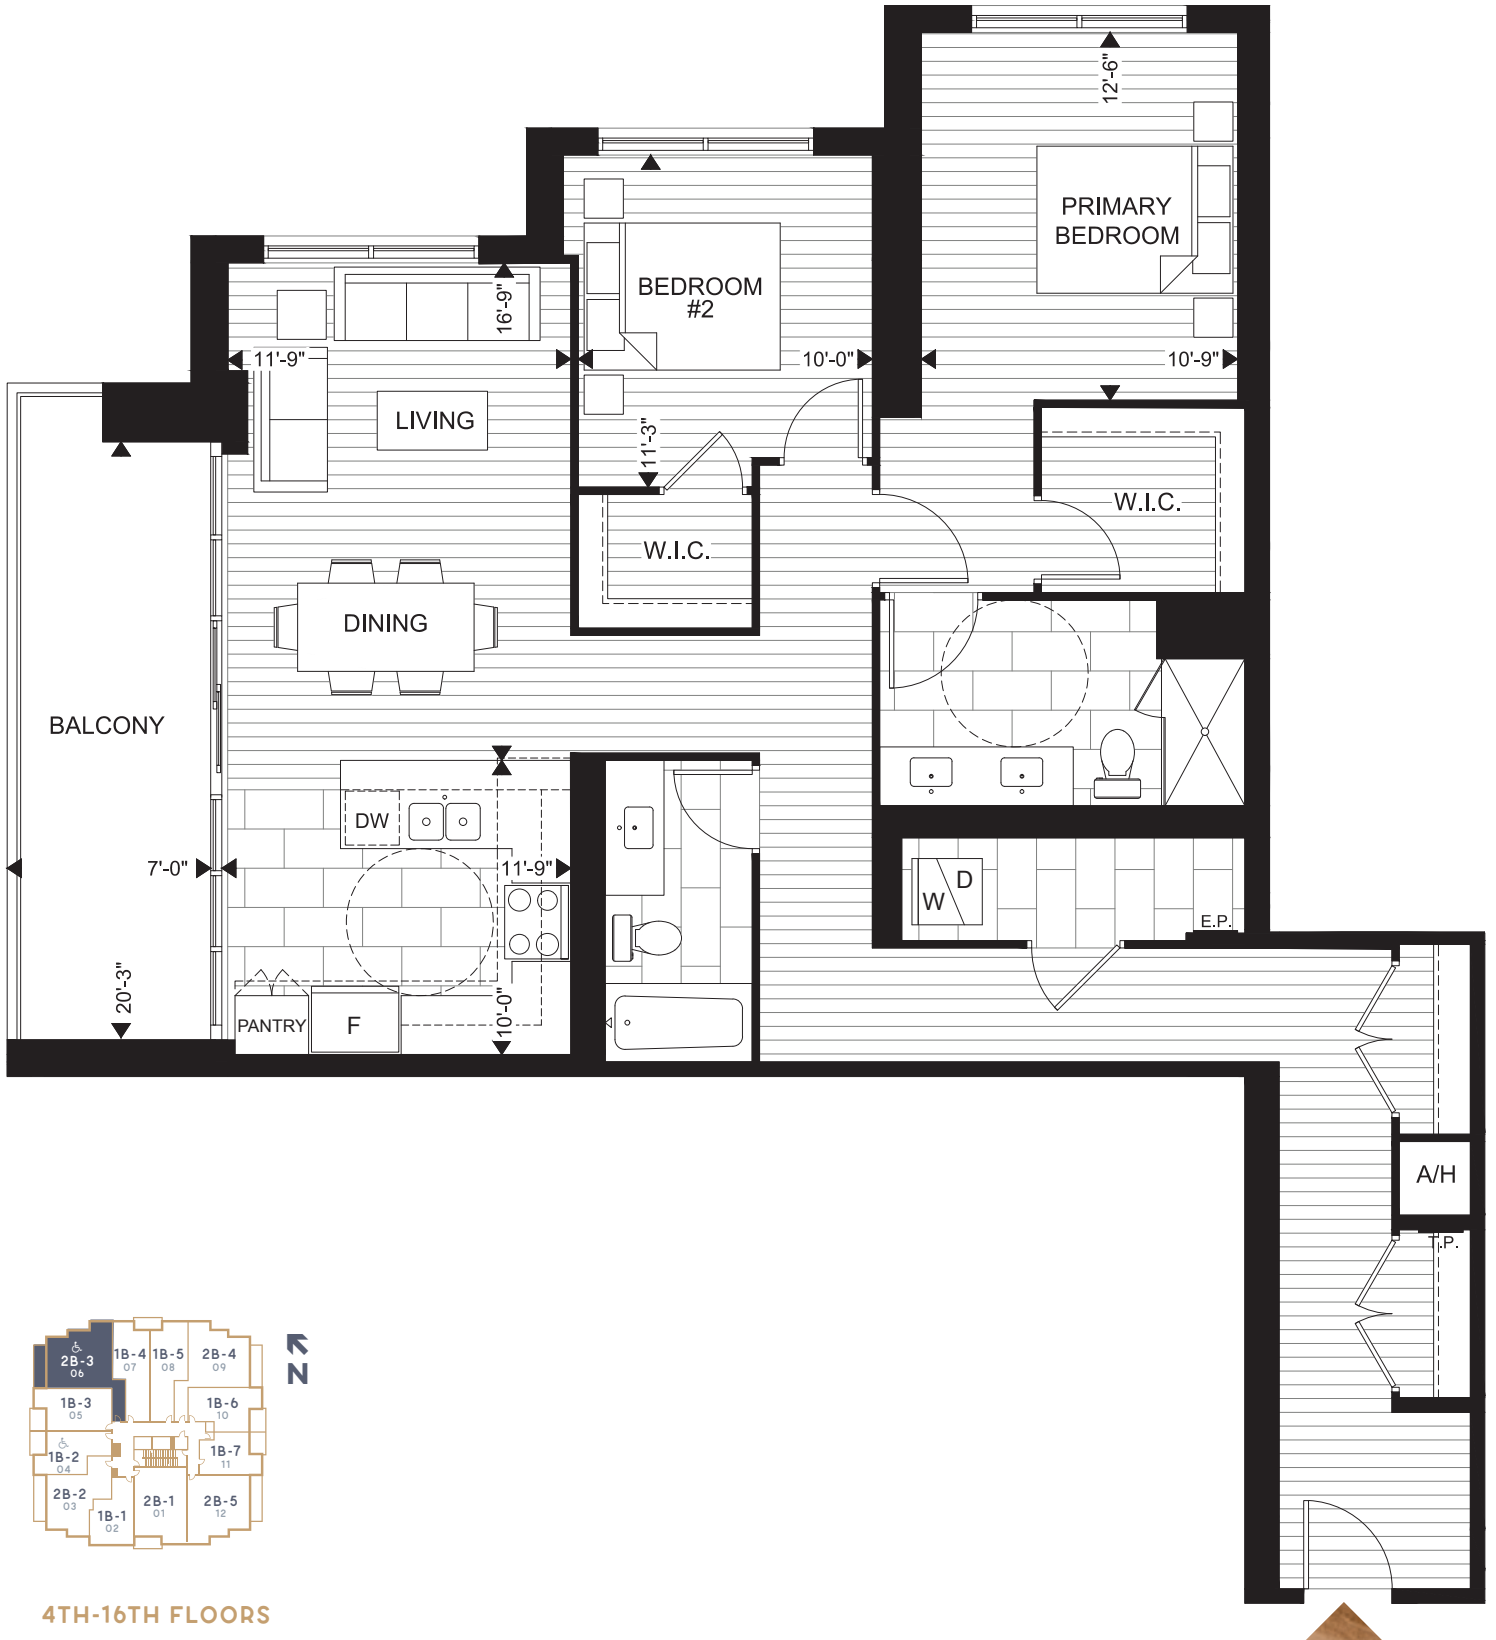 12'-6"
PRIMARY
BEDROOM
BEDROOM
#2
16'-9"
11'-9"
10'-0"
10'-9"
LIVING
11'-3"
W.I.C.
W.I.C.
DINING
BALCONY
DW
7'-0"
11'-9"
D
W
E.P.
20'-3"
10'-0"
PANTRY
F
A/H
T.P.
2B-3
06
1B-4
07
1B-5
08
2B-4
09
1B-3
05
1B-6
10
1B-2
04
1B-7
11
2B-2
03
1B-1
02
2B-1
01
2B-5
12
N
4TH-16TH FLOORS